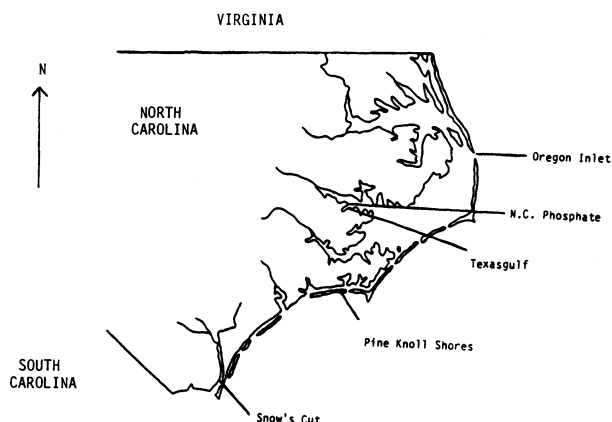 VIRGINIA
N
NORTH
CAROLINA
Oregon Inlet
N.C. Phosphate
Texasgulf
Pine Knoll Shores
SOUTH
CAROLINA
Snow's Cut